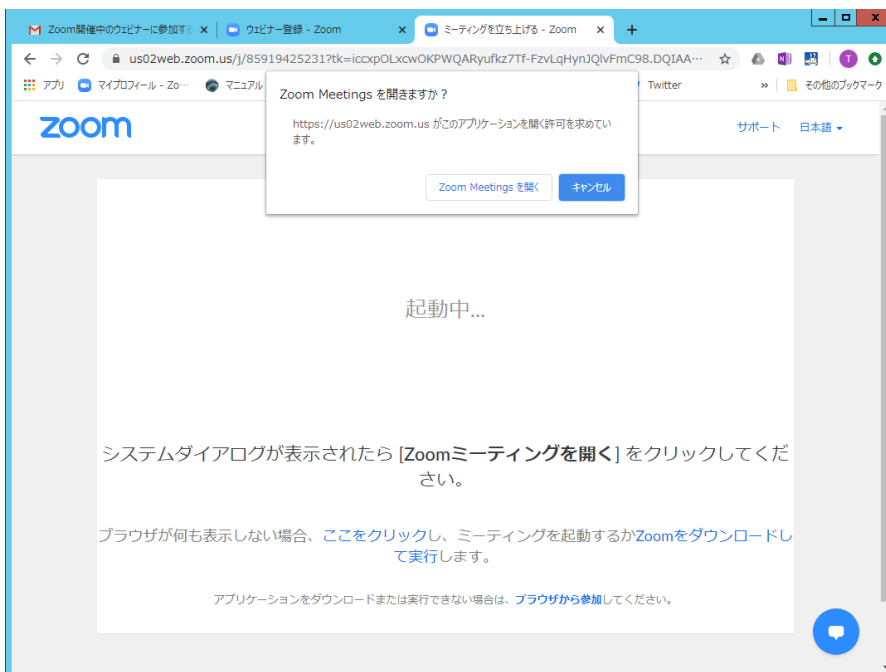 Zoom開催中のウェビナーに参加する
ウェビナー登録 - Zoom
ミーティングを立ち上げる - Zoom
us02web.zoom.us/j/85919425231?tk=iccxpOLxcwOKPWQARyufkz7Tf-FzvLqHynJQlvFmC98.DQIAA…
T
アプリ
マイプロフィール - Zo…
マニュアル
Twitter
»
その他のブックマーク
Zoom Meetings を開きますか？
https://us02web.zoom.us がこのアプリケーションを開く許可を求めてい
ます。
Zoom Meetings を開く
キャンセル
zoom
サポート
日本語
起動中...
システムダイアログが表示されたら [Zoomミーティングを開く] をクリックしてくだ
さい。
ブラウザが何も表示しない場合、ここをクリックし、ミーティングを起動するかZoomをダウンロードし
て実行します。
アプリケーションをダウンロードまたは実行できない場合は、ブラウザから参加してください。